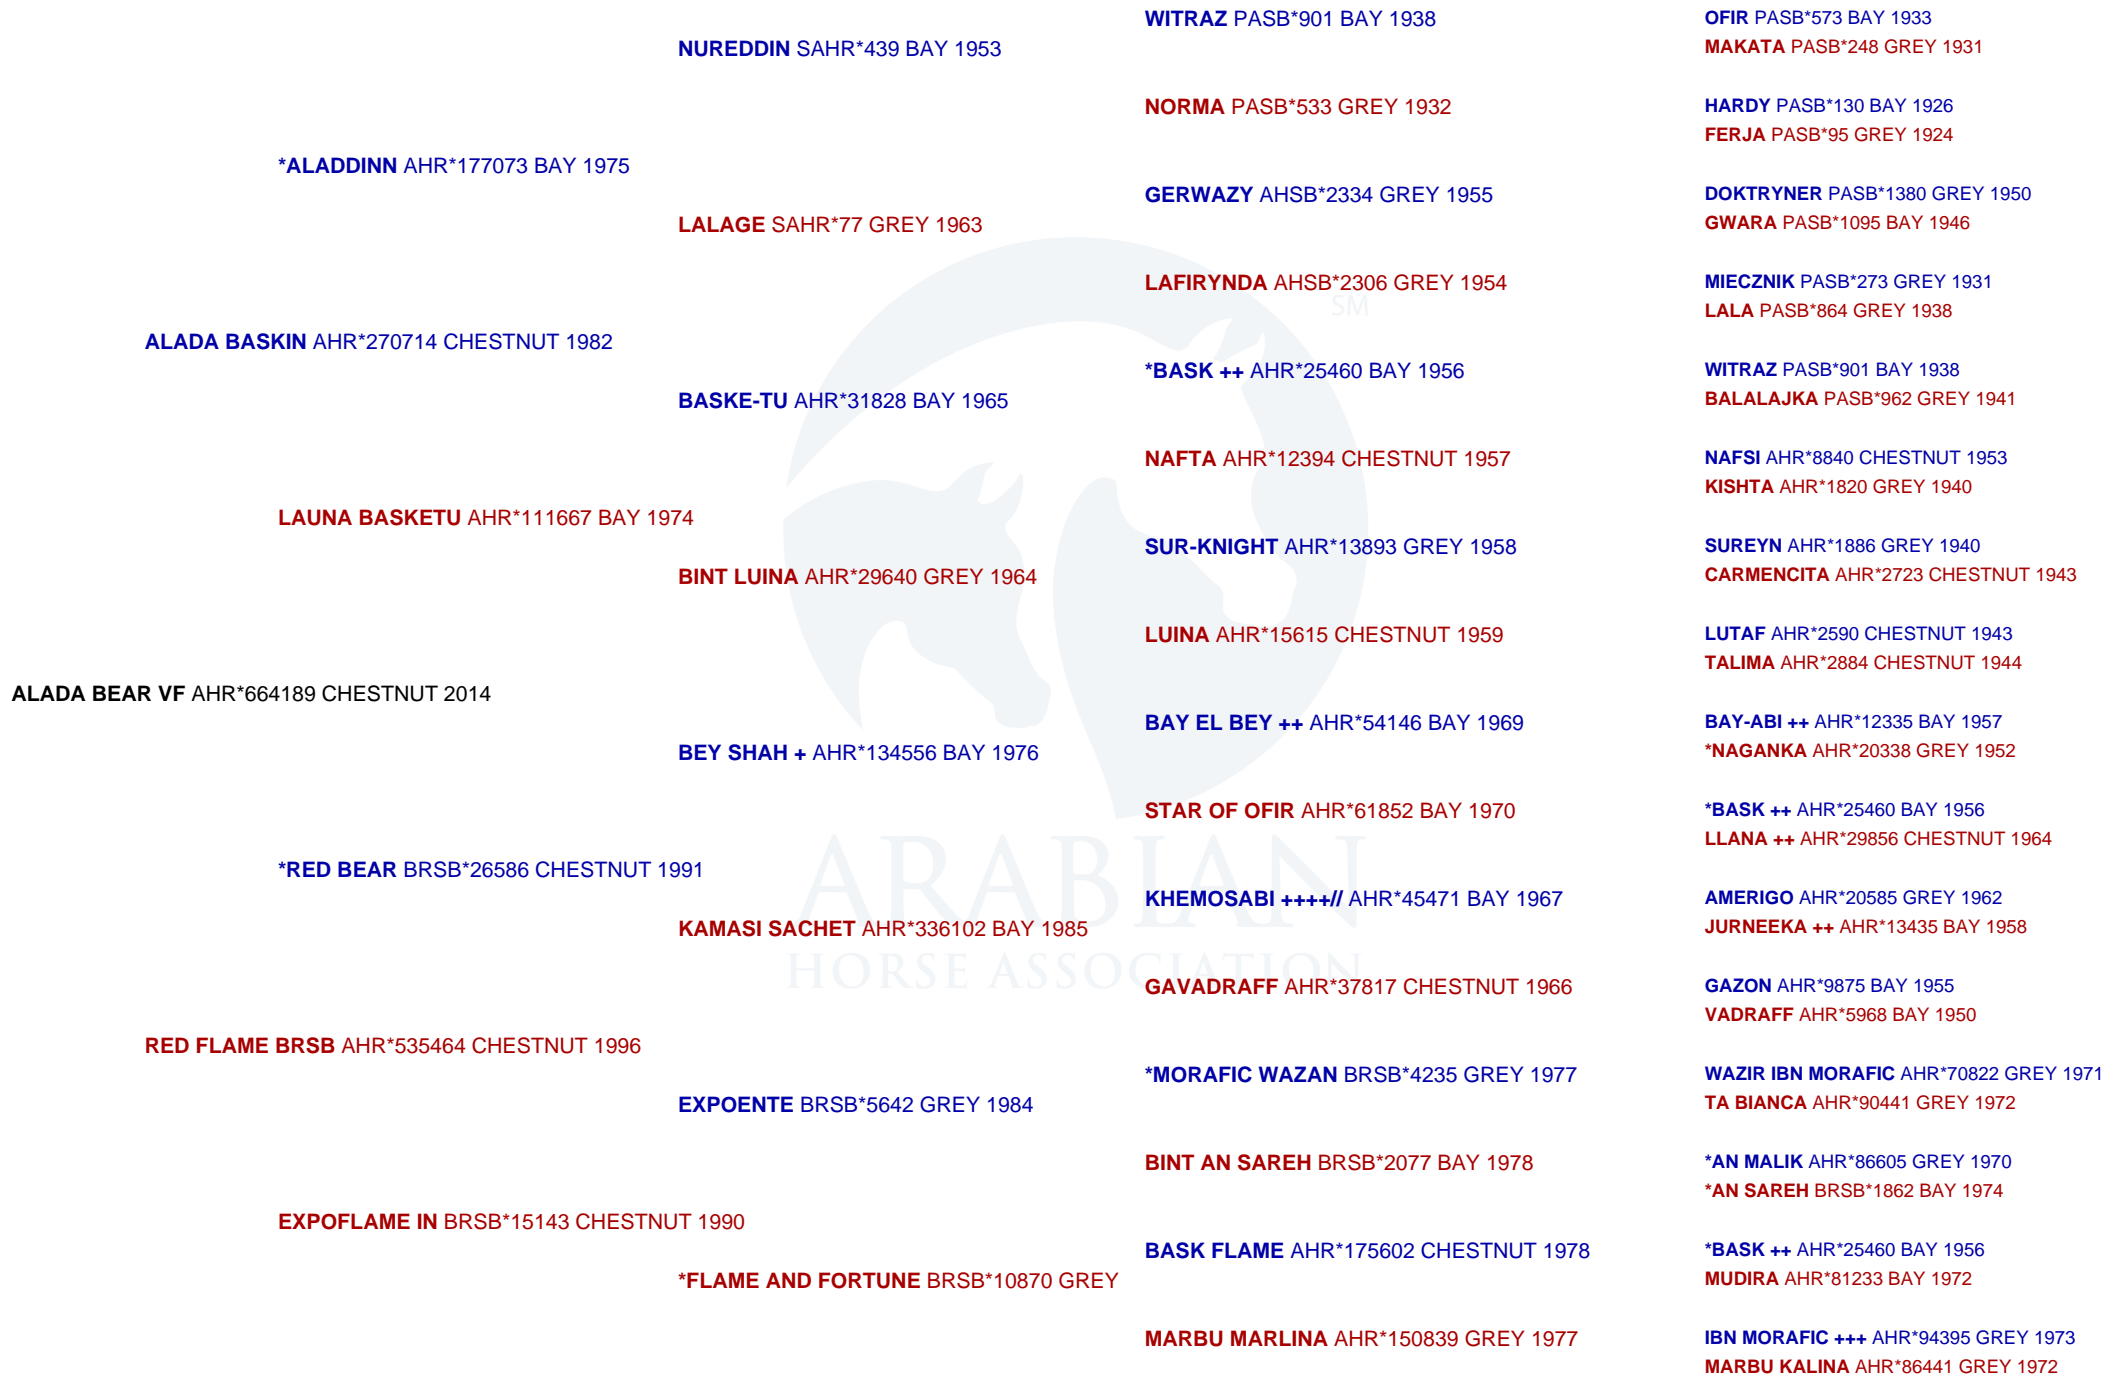 WITRAZ PASB*901 BAY 1938
OFIR PASB*573 BAY 1933
NUREDDIN SAHR*439 BAY 1953
MAKATA PASB*248 GREY 1931
NORMA PASB*533 GREY 1932
HARDY PASB*130 BAY 1926
FERJA PASB*95 GREY 1924
*ALADDINN AHR*177073 BAY 1975
GERWAZY AHSB*2334 GREY 1955
DOKTRYNER PASB*1380 GREY 1950
LALAGE SAHR*77 GREY 1963
GWARA PASB*1095 BAY 1946
LAFIRYNDA AHSB*2306 GREY 1954
MIECZNIK PASB*273 GREY 1931
SM
LALA PASB*864 GREY 1938
ALADA BASKIN AHR*270714 CHESTNUT 1982
*BASK ++ AHR*25460 BAY 1956
WITRAZ PASB*901 BAY 1938
BASKE-TU AHR*31828 BAY 1965
BALALAJKA PASB*962 GREY 1941
NAFTA AHR*12394 CHESTNUT 1957
NAFSI AHR*8840 CHESTNUT 1953
KISHTA AHR*1820 GREY 1940
LAUNA BASKETU AHR*111667 BAY 1974
SUR-KNIGHT AHR*13893 GREY 1958
SUREYN AHR*1886 GREY 1940
BINT LUINA AHR*29640 GREY 1964
CARMENCITA AHR*2723 CHESTNUT 1943
LUINA AHR*15615 CHESTNUT 1959
LUTAF AHR*2590 CHESTNUT 1943
TALIMA AHR*2884 CHESTNUT 1944
ALADA BEAR VF AHR*664189 CHESTNUT 2014
BAY EL BEY ++ AHR*54146 BAY 1969
BAY-ABI ++ AHR*12335 BAY 1957
BEY SHAH + AHR*134556 BAY 1976
*NAGANKA AHR*20338 GREY 1952
STAR OF OFIR AHR*61852 BAY 1970
*BASK ++ AHR*25460 BAY 1956
LLANA ++ AHR*29856 CHESTNUT 1964
*RED BEAR BRSB*26586 CHESTNUT 1991
ARABIAN
KHEMOSABI ++++// AHR*45471 BAY 1967
AMERIGO AHR*20585 GREY 1962
KAMASI SACHET AHR*336102 BAY 1985
JURNEEKA ++ AHR*13435 BAY 1958
HORSE ASSOCIATION
GAVADRAFF AHR*37817 CHESTNUT 1966
GAZON AHR*9875 BAY 1955
VADRAFF AHR*5968 BAY 1950
RED FLAME BRSB AHR*535464 CHESTNUT 1996
*MORAFIC WAZAN BRSB*4235 GREY 1977
WAZIR IBN MORAFIC AHR*70822 GREY 1971
EXPOENTE BRSB*5642 GREY 1984
TA BIANCA AHR*90441 GREY 1972
BINT AN SAREH BRSB*2077 BAY 1978
*AN MALIK AHR*86605 GREY 1970
*AN SAREH BRSB*1862 BAY 1974
EXPOFLAME IN BRSB*15143 CHESTNUT 1990
BASK FLAME AHR*175602 CHESTNUT 1978
*BASK ++ AHR*25460 BAY 1956
*FLAME AND FORTUNE BRSB*10870 GREY
MUDIRA AHR*81233 BAY 1972
MARBU MARLINA AHR*150839 GREY 1977
IBN MORAFIC +++ AHR*94395 GREY 1973
MARBU KALINA AHR*86441 GREY 1972